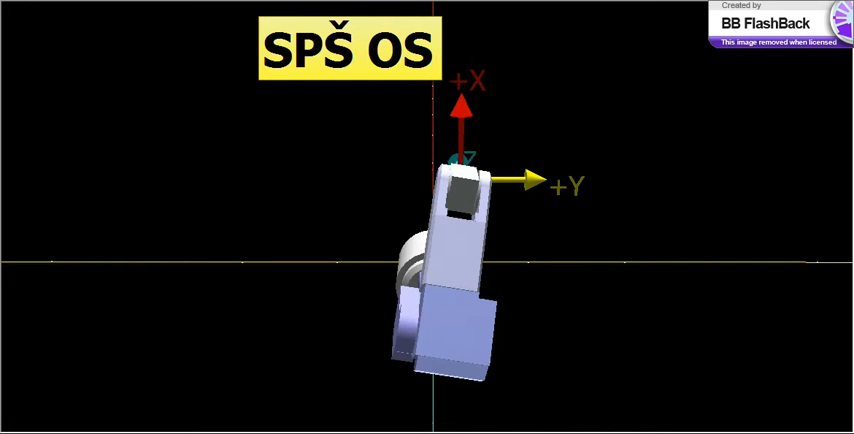 Created by
BB FlashBack
This image removed when licensed
SPŠ OS
+X
Z
+Y